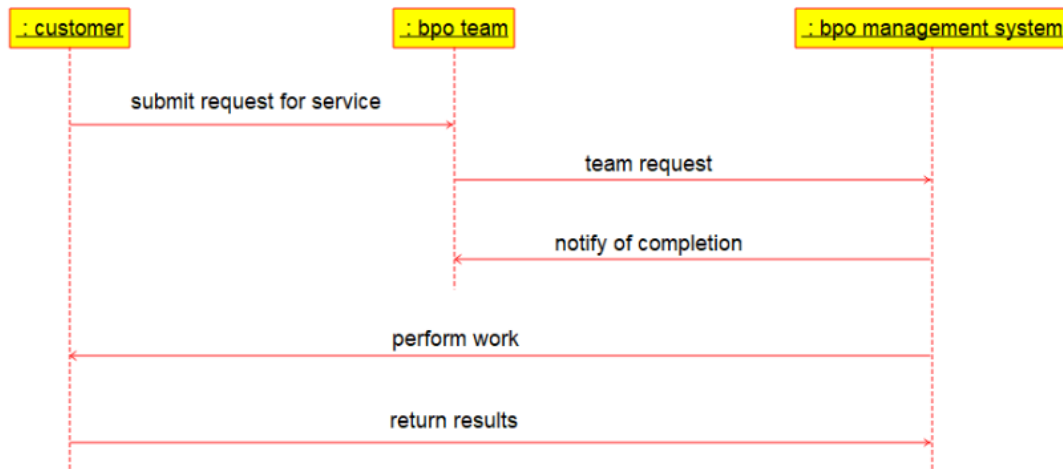 : customer
: bpo team
: bpo management system
submit request for service
team request
notify of completion
perform work
return results